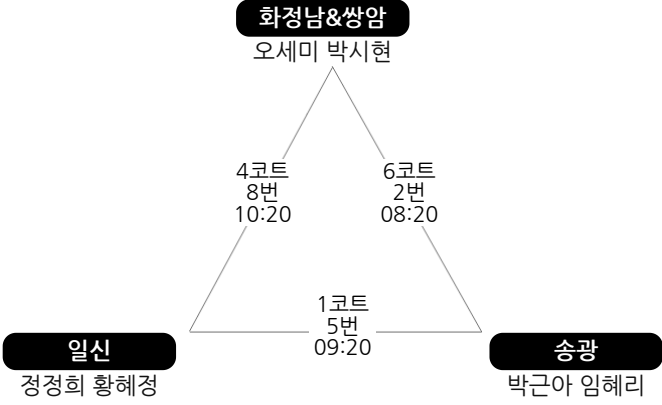 화정남&쌍암
오세미 박시현
4코트
8번
10:20
6코트
2번
08:20
1코트
5번
09:20
일신
정정희 황혜정
송광
박근아 임혜리